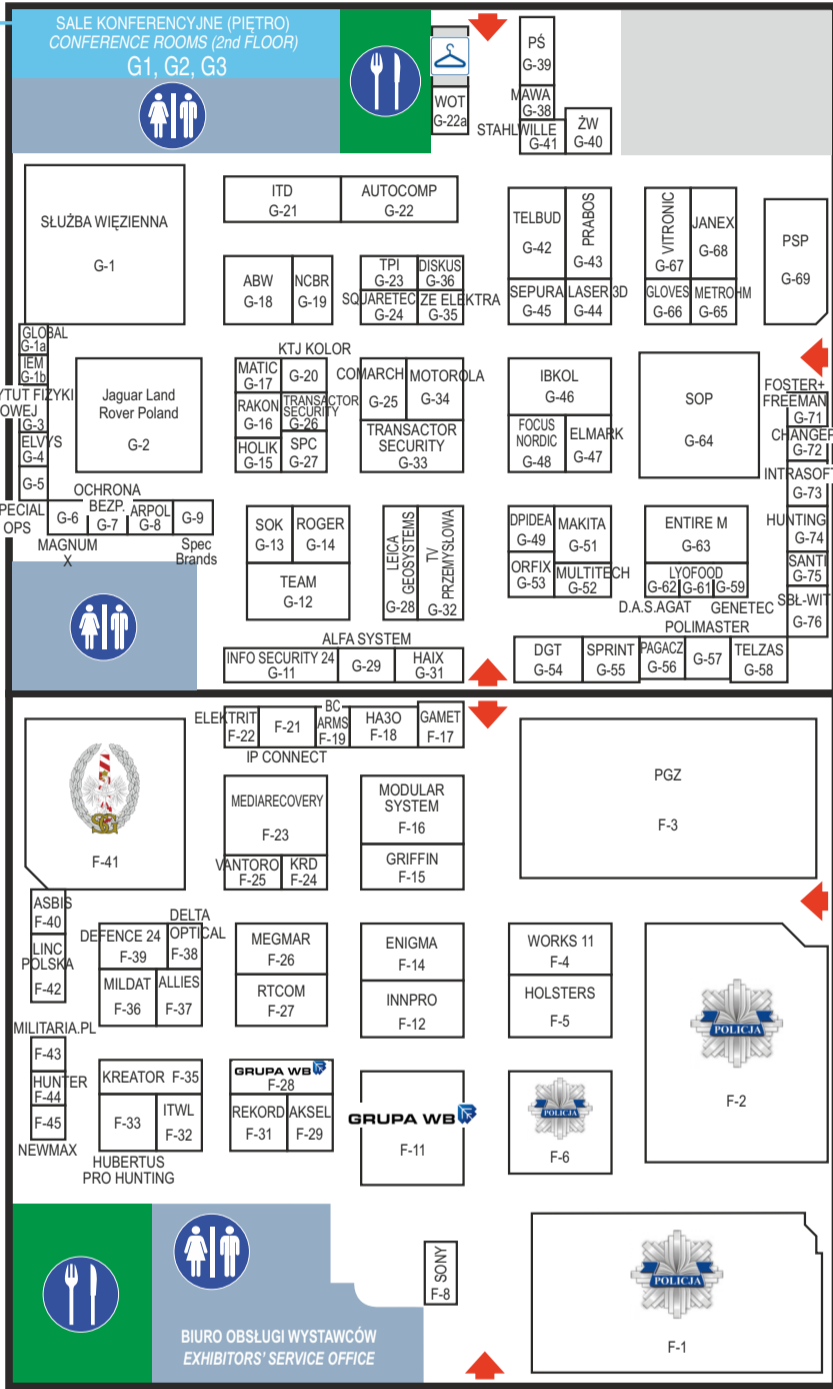 SALE KONFERENCYJNE (PIĘTRO)
CONFERENCE ROOMS (2nd FLOOR)
G1, G2, G3
WOT
G-22a
PŚ
G-39
MAWA
G-38
STAHLWILLE
G-41
ŻW
G-40
SŁUŻBA WIĘZIENNA
G-1
ITD
G-21
AUTOCOMP
G-22
TELBUD
G-42
PRABOS
G-43
VITRONIC
G-67
JANEX
G-68
PSP
G-69
ABW
G-18
NCBR
G-19
TPI
G-23
DISKUS
G-36
SQUARETEC
G-24
ZE ELEKTRA
G-35
SEPURA
G-45
LASER 3D
G-44
GLOVES
G-66
METROHM
G-65
GLOBAL
G-1a
IEM
G-1b
YTUT FIZYKI
OWEJ
G-3
ELVYS
G-4
G-5
PECIAL
OPS
Jaguar Land
Rover Poland
G-2
KTJ KOLOR
MATIC
G-17
G-20
RAKON
G-16
TRANSACTOR
SECURITY
G-26
HOLIK
G-15
SPC
G-27
COMARCH
G-25
MOTOROLA
G-34
TRANSACTOR
SECURITY
G-33
IBKOL
G-46
FOCUS
NORDIC
G-48
ELMARK
G-47
SOP
G-64
FOSTER+
FREEMAN
G-71
CHANGER
G-72
INTRASOFT
G-73
HUNTING
G-74
SANTI
G-75
SBŁ-WIT
G-76
OCHRONA
BEZP.
G-6
G-7
ARPOL
G-8
G-9
MAGNUM
X
Spec
Brands
SOK
G-13
ROGER
G-14
TEAM
G-12
LEICA
GEOSYSTEMS
G-28
TV
PRZEMYSŁOWA
G-32
DPIDEA
G-49
MAKITA
G-51
ORFIX
G-53
MULTITECH
G-52
ENTIRE M
G-63
LYOFOOD
G-62
G-61
G-59
D.A.S.AGAT
GENETEC
POLIMASTER
ALFA SYSTEM
INFO SECURITY 24
G-11
G-29
HAIX
G-31
DGT
G-54
SPRINT
G-55
PAGACZ
G-56
G-57
TELZAS
G-58
F-41
ELEKTRIT
F-22
F-21
BC
ARMS
F-19
HA3O
F-18
GAMET
F-17
IP CONNECT
PGZ
F-3
MEDIARECOVERY
F-23
VANTORO
F-25
KRD
F-24
MODULAR
SYSTEM
F-16
GRIFFIN
F-15
ASBIS
F-40
LINC
POLSKA
F-42
DEFENCE 24
F-39
DELTA
OPTICAL
F-38
MILDAT
F-36
ALLIES
F-37
MEGMAR
F-26
RTCOM
F-27
ENIGMA
F-14
INNPRO
F-12
WORKS 11
F-4
HOLSTERS
F-5
POLICJA
F-2
MILITARIA.PL
F-43
HUNTER
F-44
F-45
NEWMAX
KREATOR F-35
F-33
ITWL
F-32
HUBERTUS
PRO HUNTING
GRUPA WB
F-28
REKORD
F-31
AKSEL
F-29
GRUPA WB
F-11
POLICJA
F-6
SONY
F-8
POLICJA
F-1
BIURO OBSŁUGI WYSTAWCÓW
EXHIBITORS' SERVICE OFFICE